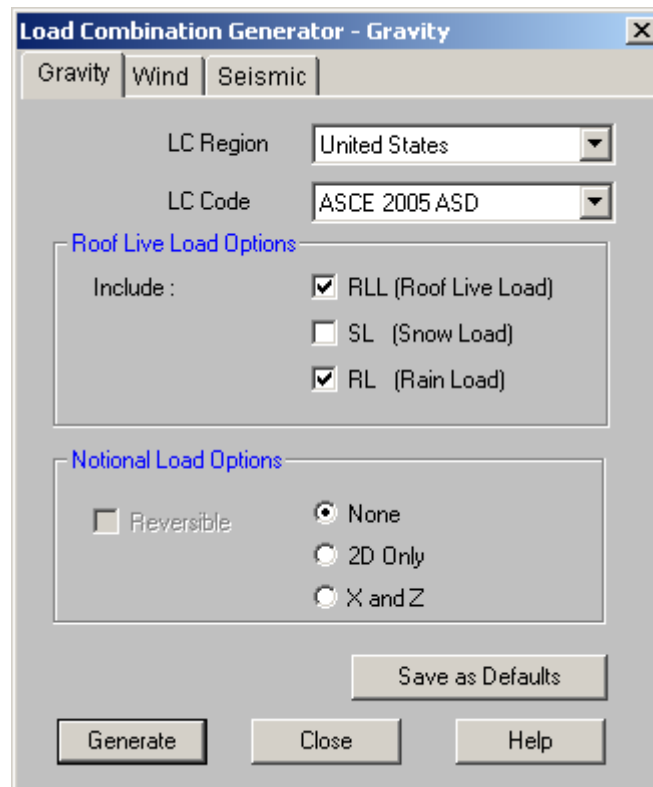 Load Combination Generator - Gravity
Gravity Wind Seismic
LC Region United States
LC Code ASCE 2005 ASD
Roof Live Load Options
Include : RLL (Roof Live Load)
SL (Snow Load)
RL (Rain Load)
Notional Load Options
Reversible None
2D Only
X and Z
Save as Defaults
Generate Close Help